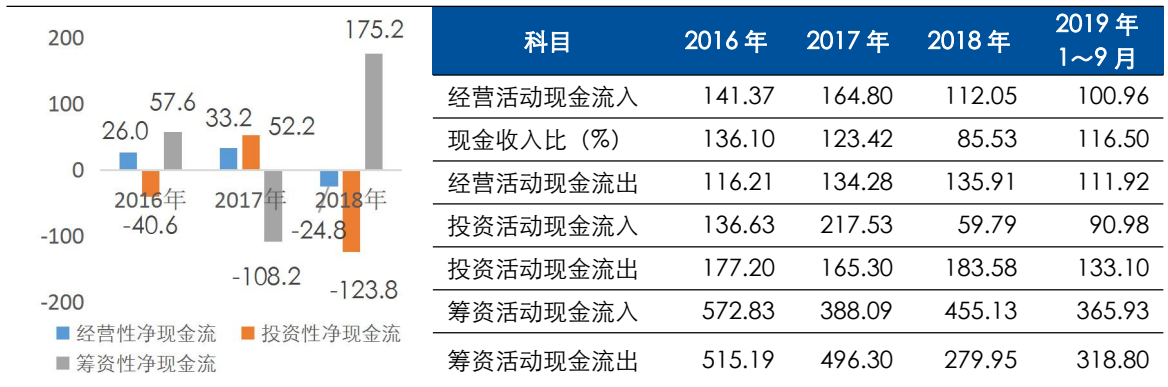 200
100
0
-100
-200
26.0
-40.6
57.6
33.2
52.2
-108.2
-24.8
-123.8
175.2
2016年 2017年 2018年
经营性净现金流 投资性净现金流
筹资性净现金流
科目 2016年 2017年 2018年 2019年1～9月
经营活动现金流入 141.37 164.80 112.05 100.96
现金收入比（%） 136.10 123.42 85.53 116.50
经营活动现金流出 116.21 134.28 135.91 111.92
投资活动现金流入 136.63 217.53 59.79 90.98
投资活动现金流出 177.20 165.30 183.58 133.10
筹资活动现金流入 572.83 388.09 455.13 365.93
筹资活动现金流出 515.19 496.30 279.95 318.80